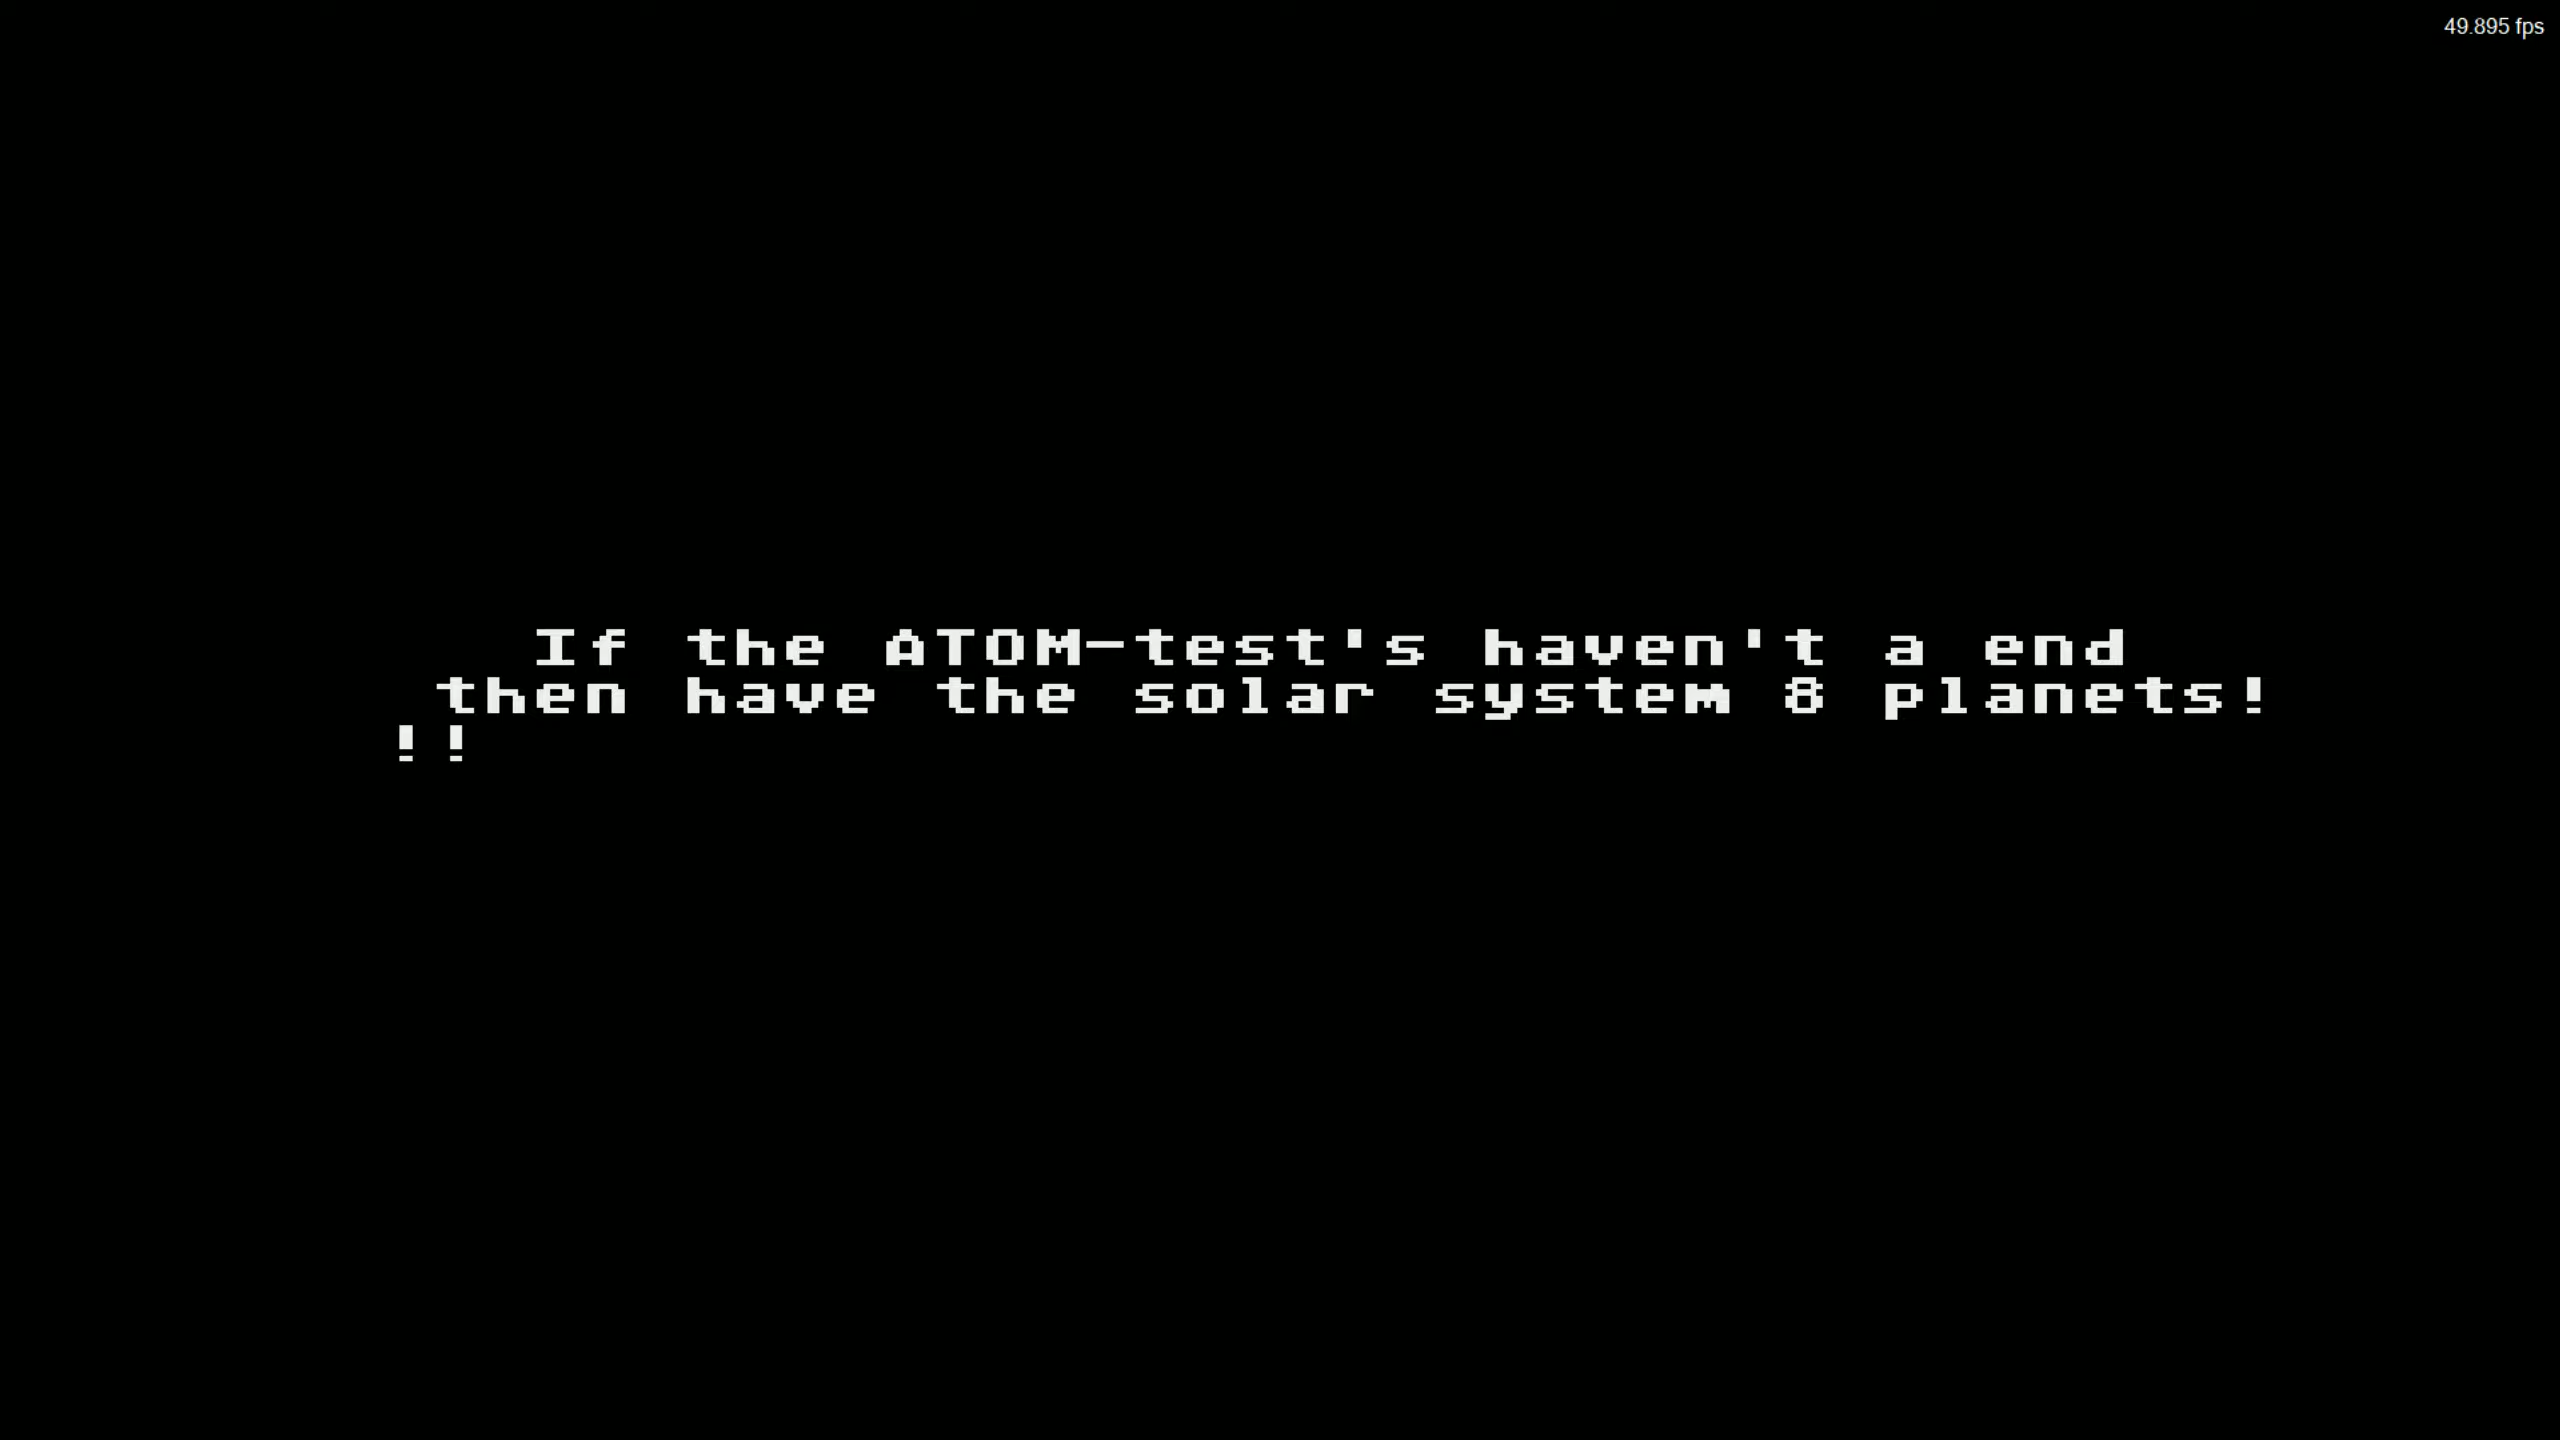 49.895 fps
If the ATOM-test's haven't a end
then have the solar system 8 planets!
!!